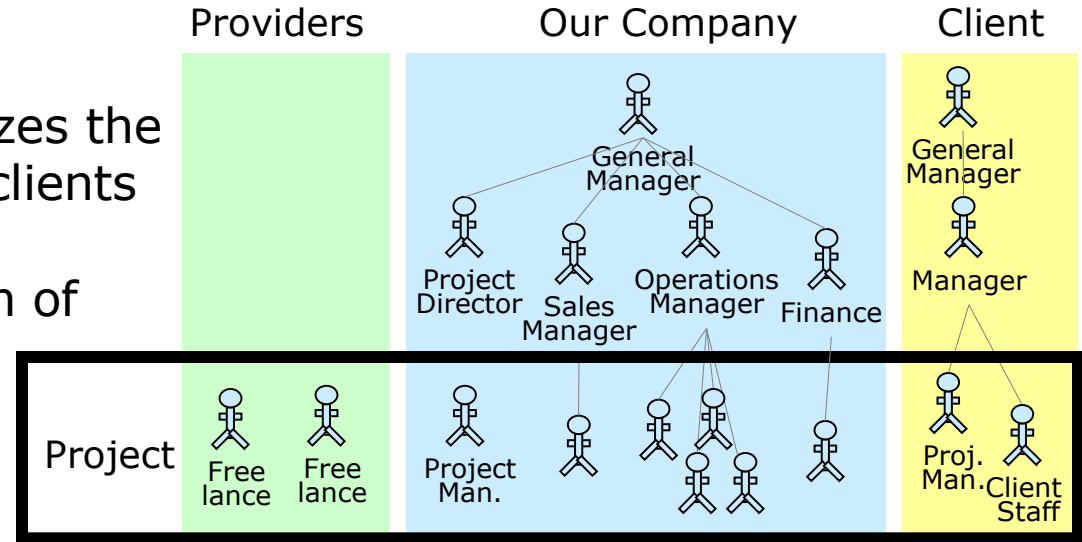 Providers
Our Company
Client
zes the
clients
n of
General
Manager
General
Manager
Project
Director
Sales
Manager
Operations
Manager
Finance
Manager
Project
Free
lance
Free
lance
Project
Man.
Proj.
Man.
Client
Staff